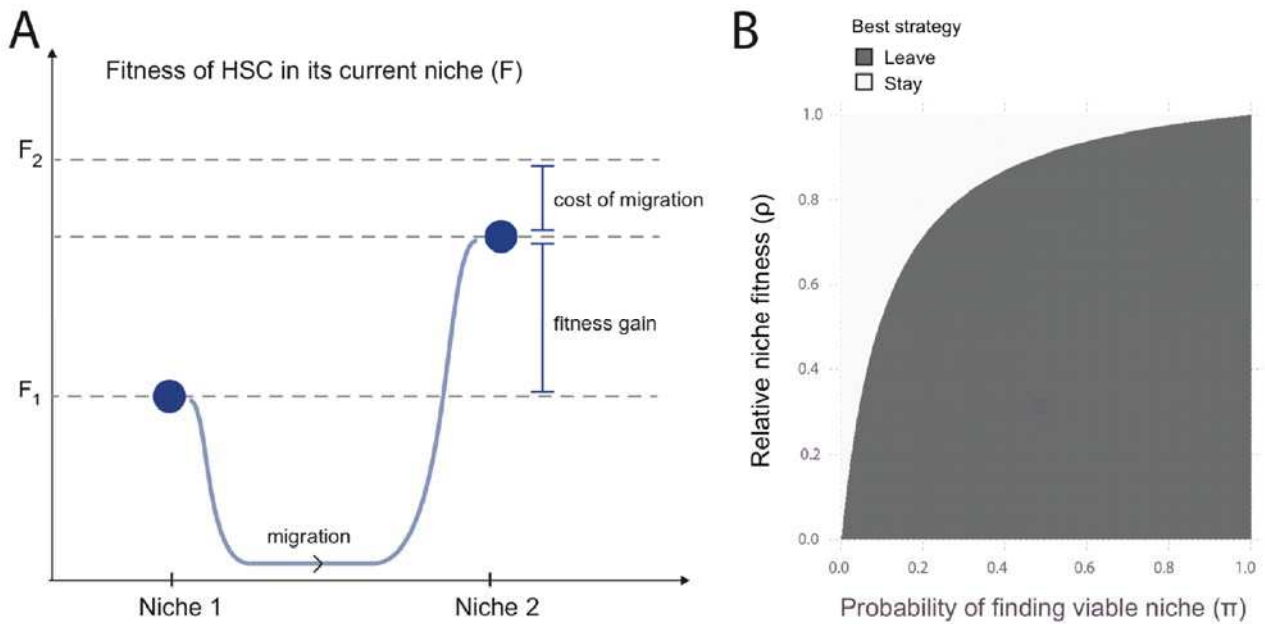 A
Fitness of HSC in its current niche (F)
F2
cost of migration
fitness gain
F1
migration
Niche 1
Niche 2
B
Best strategy
Leave
Stay
Relative niche fitness (ρ)
1.0
0.8
0.6
0.4
0.2
0.0
0.0 0.2 0.4 0.6 0.8 1.0
Probability of finding viable niche (π)